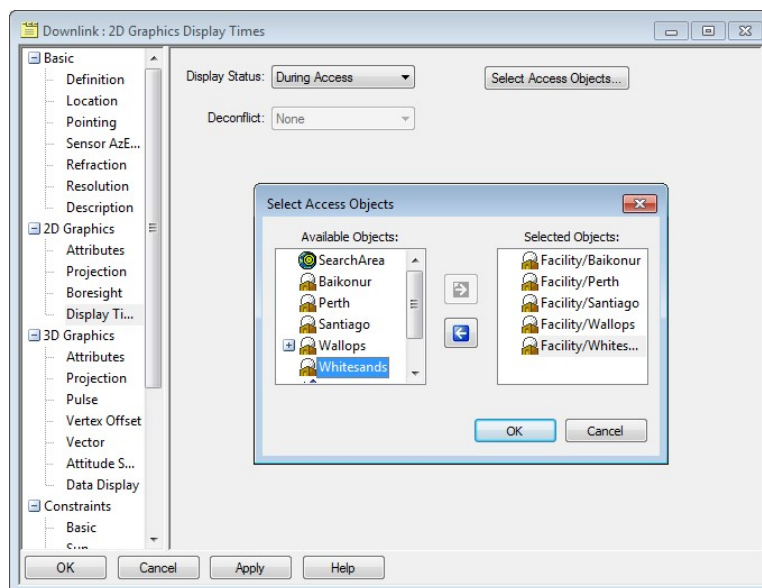 Downlink : 2D Graphics Display Times
Basic
Definition
Location
Pointing
Sensor AzE...
Refraction
Resolution
Description
2D Graphics
Attributes
Projection
Boresight
Display Ti...
3D Graphics
Attributes
Projection
Pulse
Vertex Offset
Vector
Attitude S...
Data Display
Constraints
Basic
Sun
Display Status: During Access
Select Access Objects...
Deconflict: None
Select Access Objects
Available Objects:
SearchArea
Baikonur
Perth
Santiago
Wallops
Whitesands
Selected Objects:
Facility/Baikonur
Facility/Perth
Facility/Santiago
Facility/Wallops
Facility/Whites...
OK Cancel
OK Cancel Apply Help